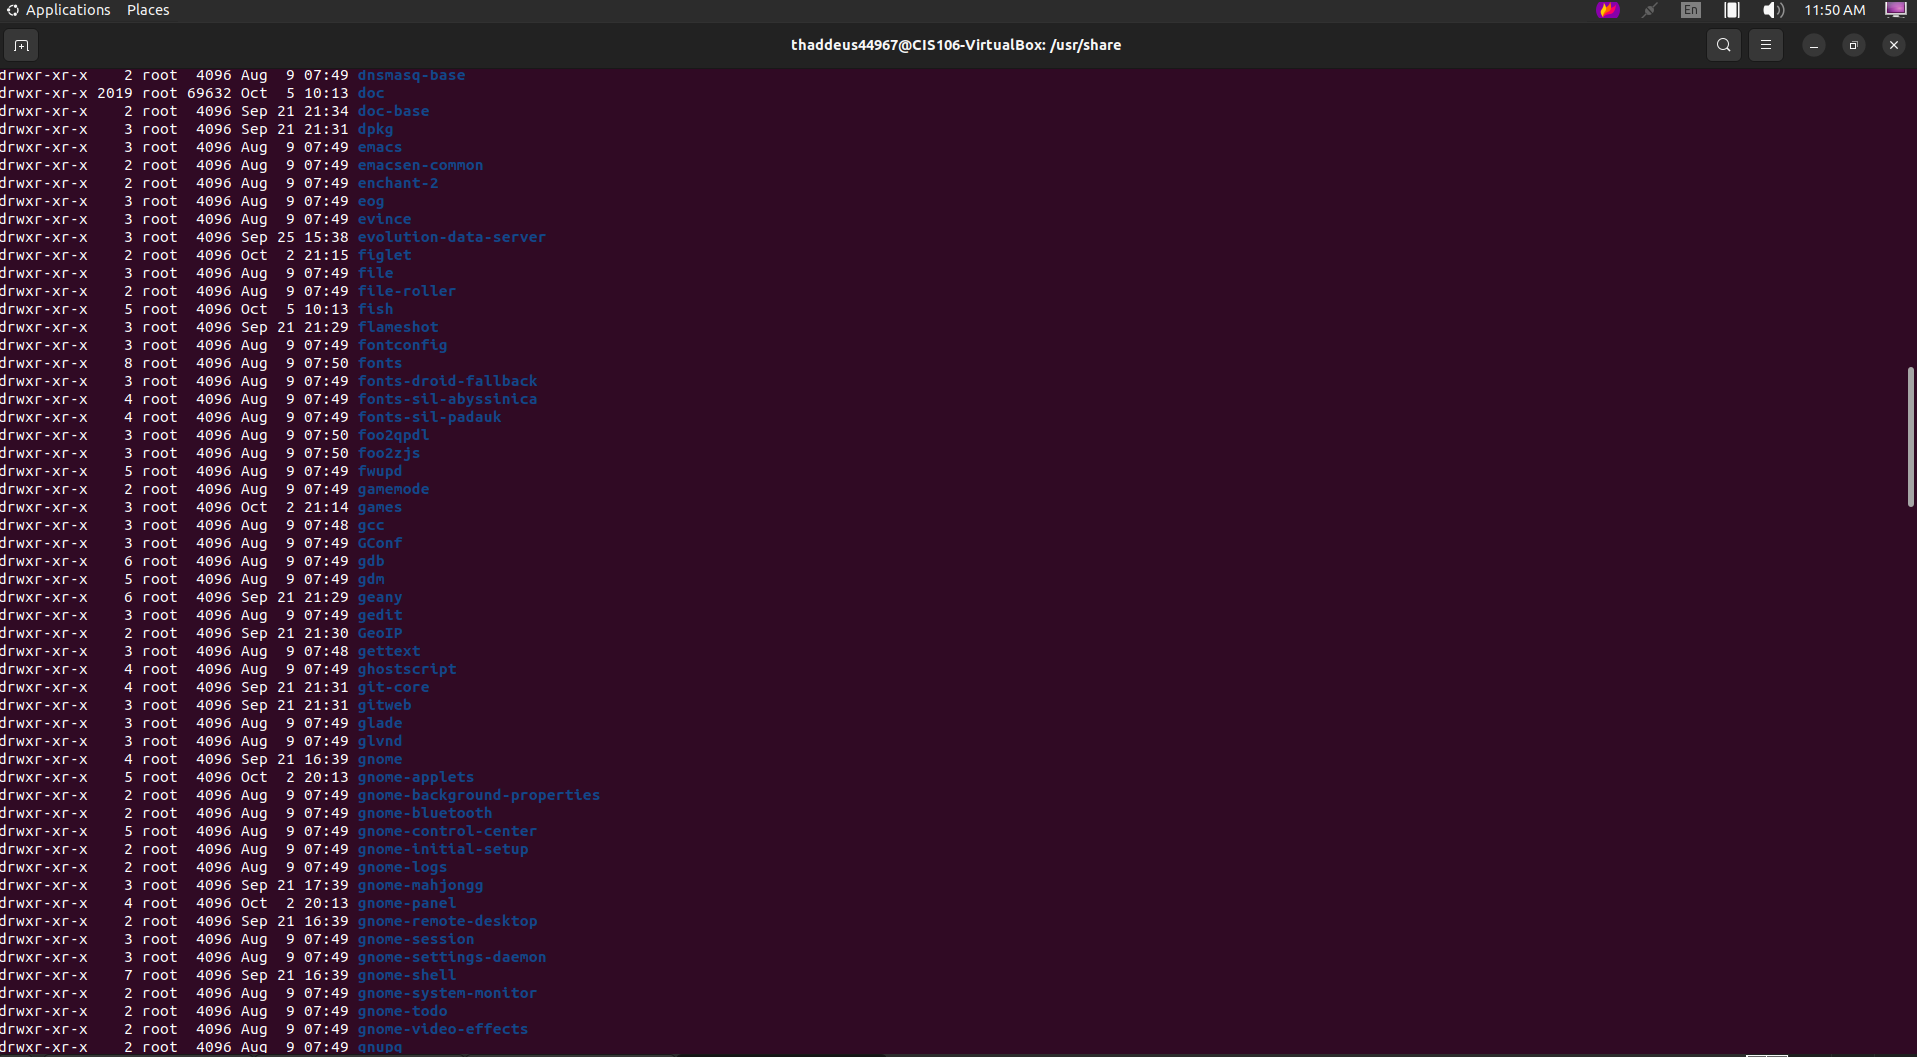 Applications Places En 11:50 AM
thaddeus44967@CIS106-VirtualBox: /usr/share
drwxr-xr-x    2 root  4096 Aug  9 07:49 dnsmasq-base
drwxr-xr-x 2019 root 69632 Oct  5 10:13 doc
drwxr-xr-x    2 root  4096 Sep 21 21:34 doc-base
drwxr-xr-x    3 root  4096 Sep 21 21:31 dpkg
drwxr-xr-x    3 root  4096 Aug  9 07:49 emacs
drwxr-xr-x    2 root  4096 Aug  9 07:49 emacsen-common
drwxr-xr-x    2 root  4096 Aug  9 07:49 enchant-2
drwxr-xr-x    3 root  4096 Aug  9 07:49 eog
drwxr-xr-x    3 root  4096 Aug  9 07:49 evince
drwxr-xr-x    3 root  4096 Sep 25 15:38 evolution-data-server
drwxr-xr-x    2 root  4096 Oct  2 21:15 figlet
drwxr-xr-x    3 root  4096 Aug  9 07:49 file
drwxr-xr-x    2 root  4096 Aug  9 07:49 file-roller
drwxr-xr-x    5 root  4096 Oct  5 10:13 fish
drwxr-xr-x    3 root  4096 Sep 21 21:29 flameshot
drwxr-xr-x    3 root  4096 Aug  9 07:49 fontconfig
drwxr-xr-x    8 root  4096 Aug  9 07:50 fonts
drwxr-xr-x    3 root  4096 Aug  9 07:49 fonts-droid-fallback
drwxr-xr-x    4 root  4096 Aug  9 07:49 fonts-sil-abyssinica
drwxr-xr-x    4 root  4096 Aug  9 07:49 fonts-sil-padauk
drwxr-xr-x    3 root  4096 Aug  9 07:50 foo2qpdl
drwxr-xr-x    3 root  4096 Aug  9 07:50 foo2zjs
drwxr-xr-x    5 root  4096 Aug  9 07:49 fwupd
drwxr-xr-x    2 root  4096 Aug  9 07:49 gamemode
drwxr-xr-x    3 root  4096 Oct  2 21:14 games
drwxr-xr-x    3 root  4096 Aug  9 07:48 gcc
drwxr-xr-x    3 root  4096 Aug  9 07:49 GConf
drwxr-xr-x    6 root  4096 Aug  9 07:49 gdb
drwxr-xr-x    5 root  4096 Aug  9 07:49 gdm
drwxr-xr-x    6 root  4096 Sep 21 21:29 geany
drwxr-xr-x    3 root  4096 Aug  9 07:49 gedit
drwxr-xr-x    2 root  4096 Sep 21 21:30 GeoIP
drwxr-xr-x    3 root  4096 Aug  9 07:48 gettext
drwxr-xr-x    4 root  4096 Aug  9 07:49 ghostscript
drwxr-xr-x    4 root  4096 Sep 21 21:31 git-core
drwxr-xr-x    3 root  4096 Sep 21 21:31 gitweb
drwxr-xr-x    3 root  4096 Aug  9 07:49 glade
drwxr-xr-x    3 root  4096 Aug  9 07:49 glvnd
drwxr-xr-x    4 root  4096 Sep 21 16:39 gnome
drwxr-xr-x    5 root  4096 Oct  2 20:13 gnome-applets
drwxr-xr-x    2 root  4096 Aug  9 07:49 gnome-background-properties
drwxr-xr-x    2 root  4096 Aug  9 07:49 gnome-bluetooth
drwxr-xr-x    5 root  4096 Aug  9 07:49 gnome-control-center
drwxr-xr-x    2 root  4096 Aug  9 07:49 gnome-initial-setup
drwxr-xr-x    2 root  4096 Aug  9 07:49 gnome-logs
drwxr-xr-x    3 root  4096 Sep 21 17:39 gnome-mahjongg
drwxr-xr-x    4 root  4096 Oct  2 20:13 gnome-panel
drwxr-xr-x    2 root  4096 Sep 21 16:39 gnome-remote-desktop
drwxr-xr-x    3 root  4096 Aug  9 07:49 gnome-session
drwxr-xr-x    3 root  4096 Aug  9 07:49 gnome-settings-daemon
drwxr-xr-x    7 root  4096 Sep 21 16:39 gnome-shell
drwxr-xr-x    2 root  4096 Aug  9 07:49 gnome-system-monitor
drwxr-xr-x    2 root  4096 Aug  9 07:49 gnome-todo
drwxr-xr-x    2 root  4096 Aug  9 07:49 gnome-video-effects
drwxr-xr-x    2 root  4096 Aug  9 07:49 gnupg